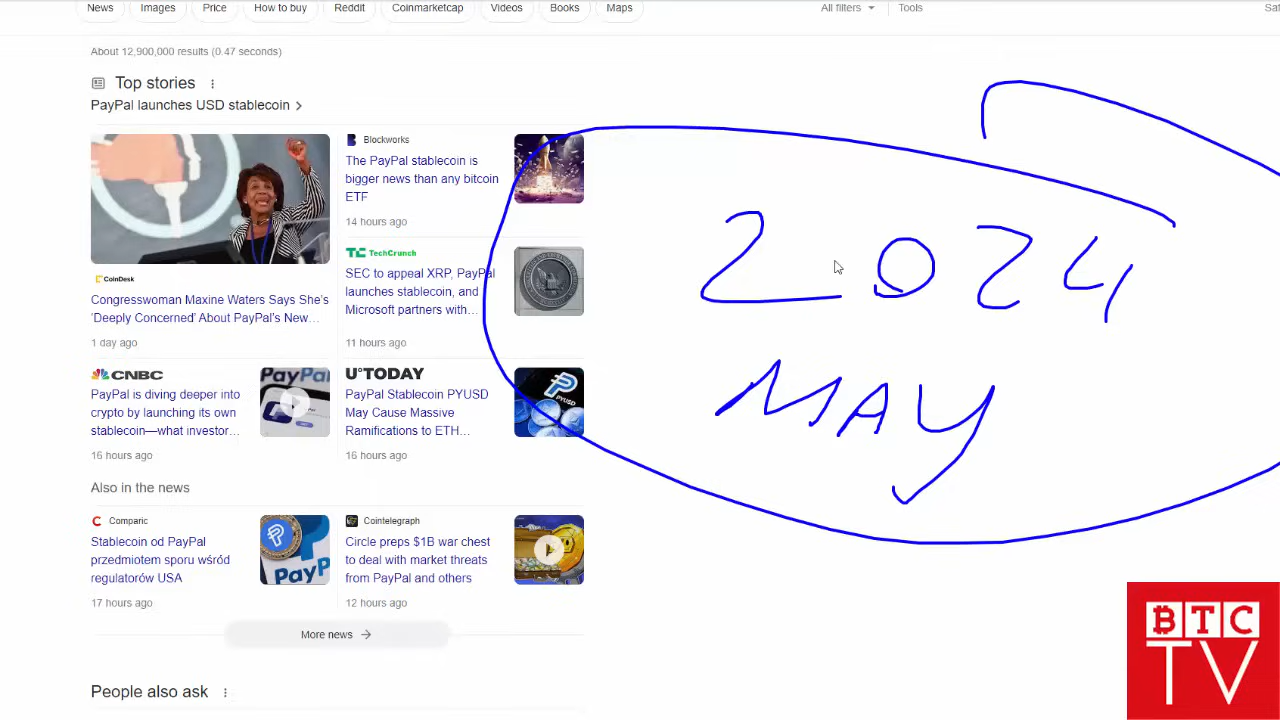 News Images Price How to buy Reddit Coinmarketcap Videos Books Maps All filters Tools
About 12,900,000 results (0.47 seconds)
Top stories
PayPal launches USD stablecoin
CoinDesk
Congresswoman Maxine Waters Says She's
'Deeply Concerned' About PayPal's New…
1 day ago
Blockworks
The PayPal stablecoin is
bigger news than any bitcoin
ETF
14 hours ago
TC TechCrunch
SEC to appeal XRP, PayPal
launches stablecoin, and
Microsoft partners with…
11 hours ago
CNBC
PayPal is diving deeper into
crypto by launching its own
stablecoin—what investor…
16 hours ago
PayPal
U°TODAY
PayPal Stablecoin PYUSD
May Cause Massive
Ramifications to ETH…
16 hours ago
PYUSD
Also in the news
Comparic
Stablecoin od PayPal
przedmiotem sporu wśród
regulatorów USA
17 hours ago
PayP
Cointelegraph
Circle preps $1B war chest
to deal with market threats
from PayPal and others
12 hours ago
More news
People also ask
2024
MAY
BTC
TV